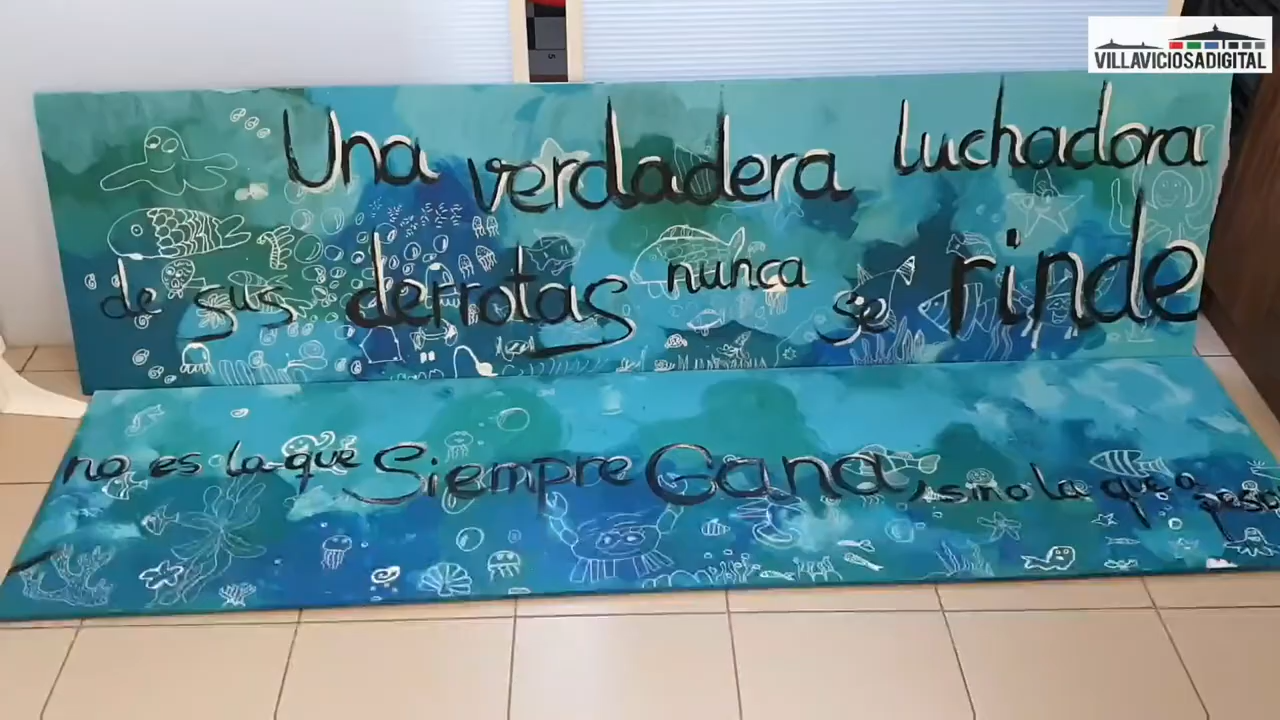 VILLAVICIOSADIGITAL
Una verdadera luchadora
de sus derrotas nunca se rinde
no es la que Siempre Gana, sino la que a pesa